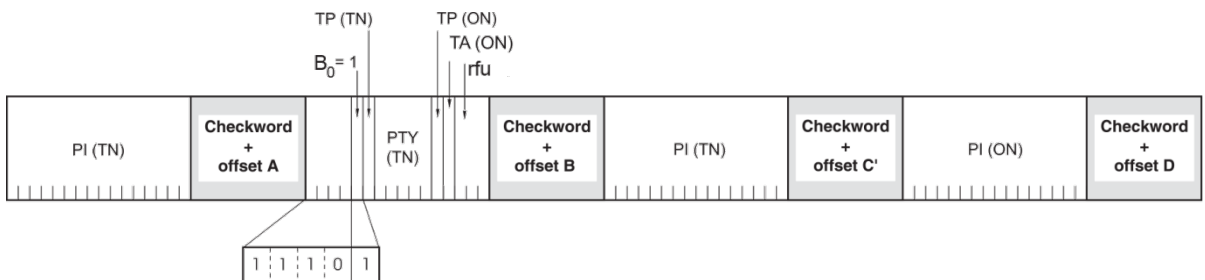 TP (TN)
TP (ON)
TA (ON)
B0= 1
rfu
PI (TN)
Checkword
+
offset A
PTY
(TN)
Checkword
+
offset B
PI (TN)
Checkword
+
offset C'
PI (ON)
Checkword
+
offset D
1 1 1 0 1